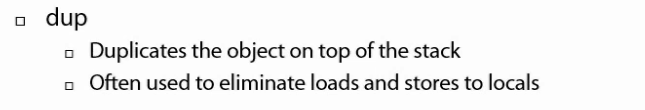 dup
Duplicates the object on top of the stack
Often used to eliminate loads and stores to locals